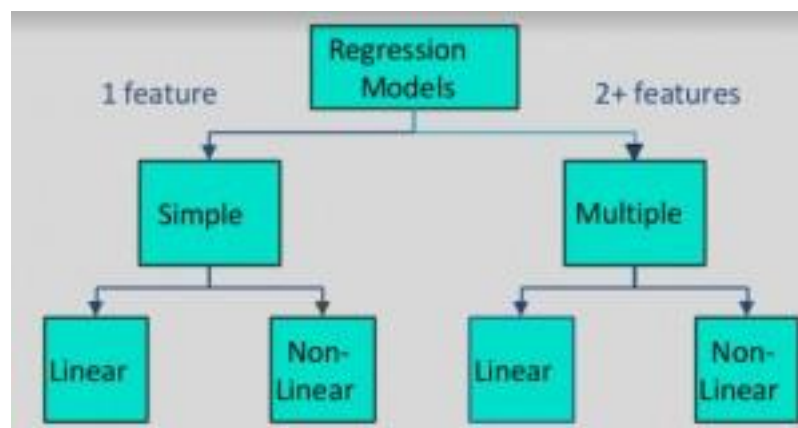 Regression
Models
1 feature
2+ features
Simple
Multiple
Linear
Non-
Linear
Linear
Non-
Linear